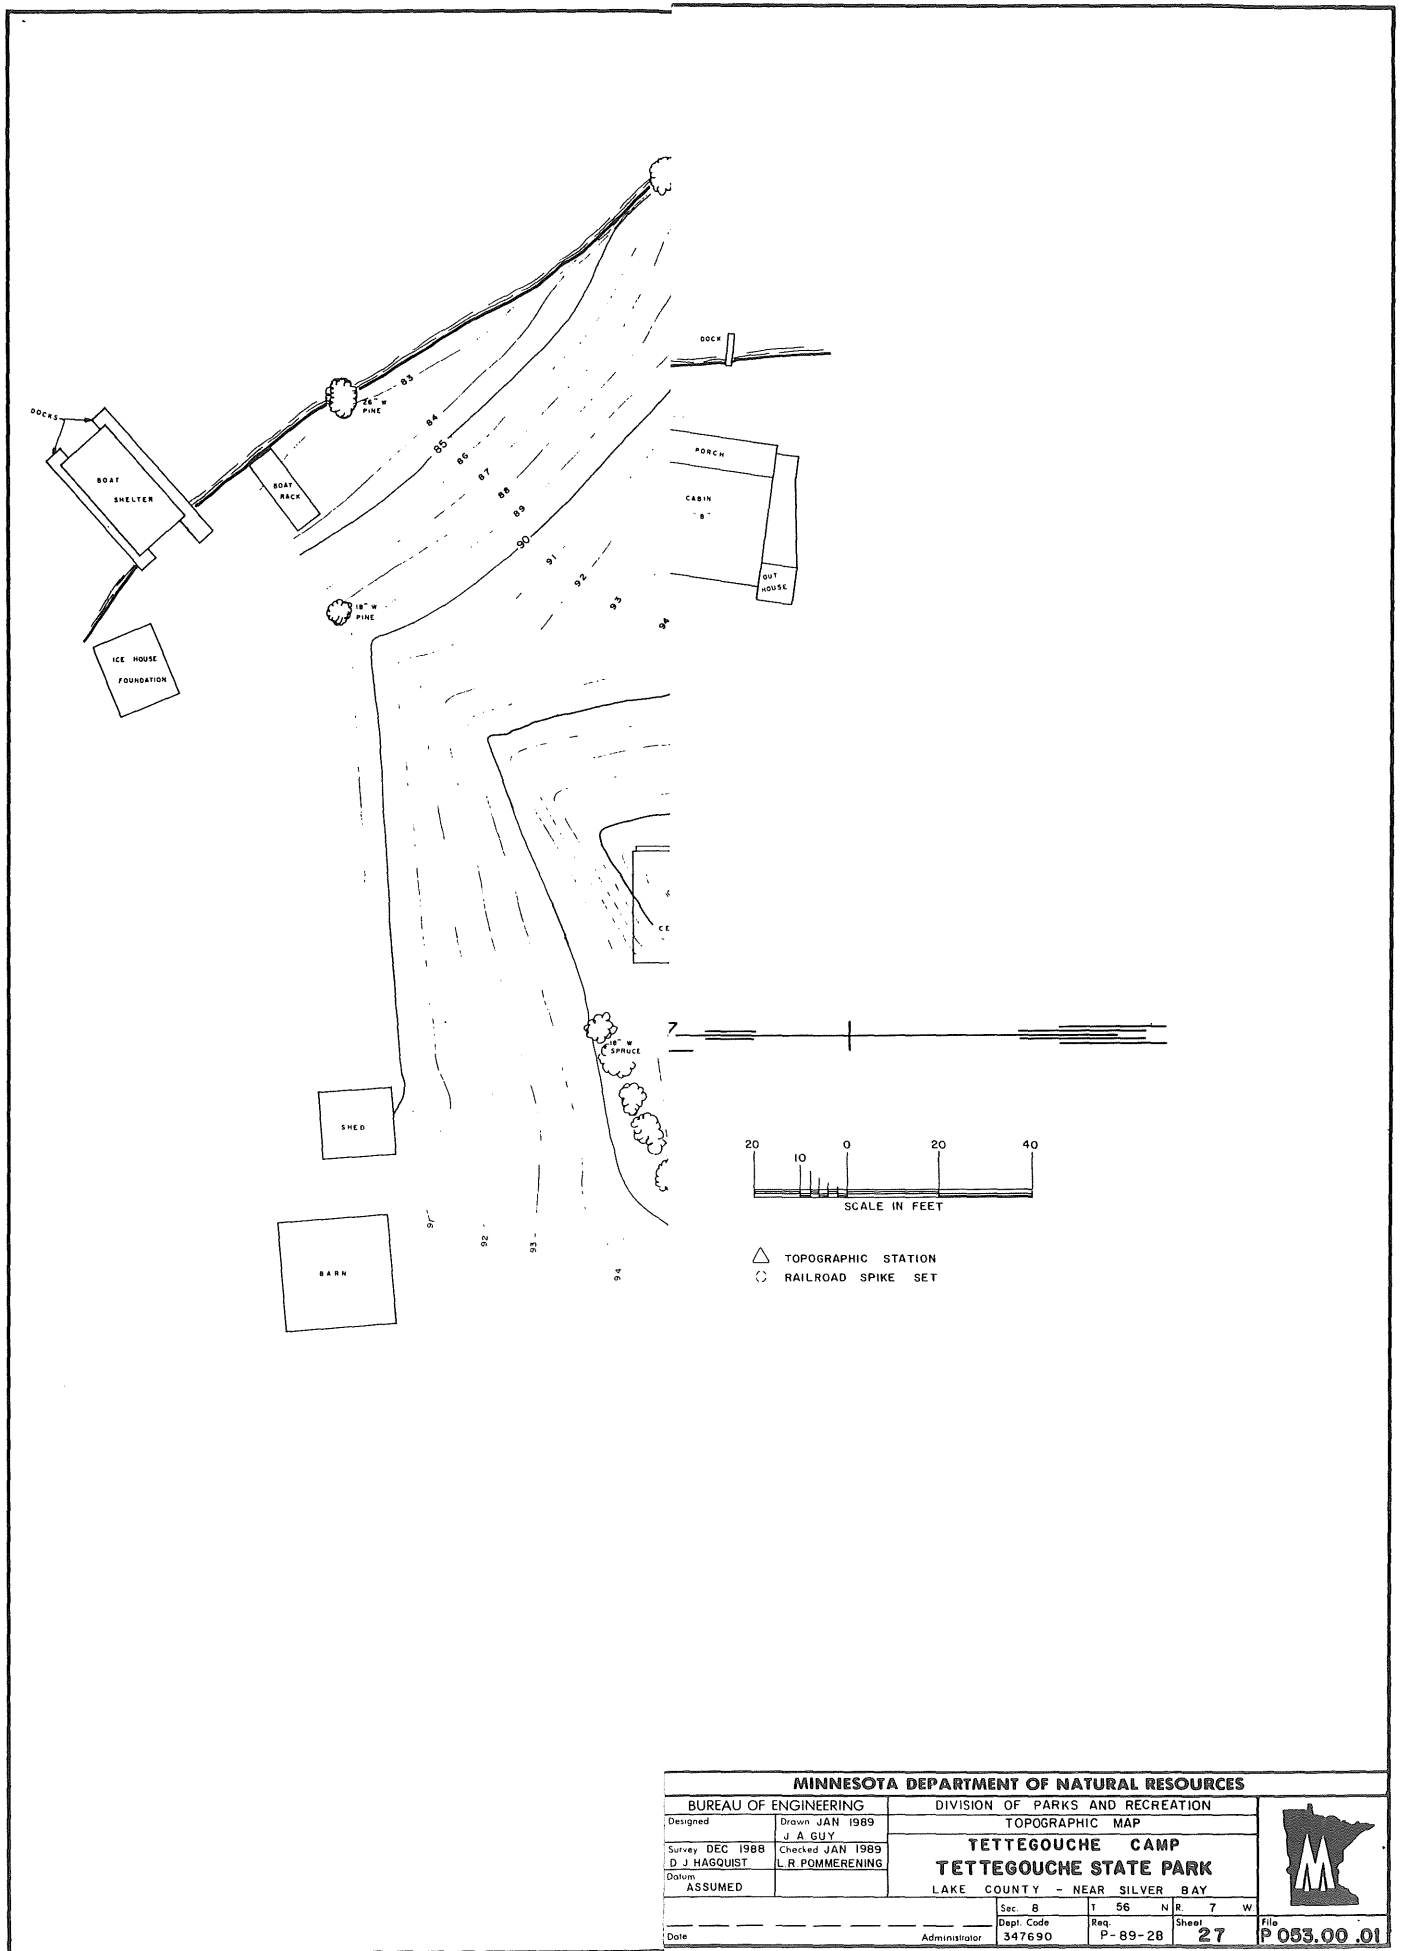 DOCK
DOCKS
83
26" W
PINE
84
85
86
87
88
89
90
91
92
93
94
BOAT
SHELTER
BOAT
RACK
PORCH
CABIN
"B"
OUT
HOUSE
18" W
PINE
ICE HOUSE
FOUNDATION
CE
7
18" W
SPRUCE
SHED
BARN
91
92
93
94
20 10 0 20 40
SCALE IN FEET
TOPOGRAPHIC STATION
RAILROAD SPIKE SET
MINNESOTA DEPARTMENT OF NATURAL RESOURCES
BUREAU OF ENGINEERING
DIVISION OF PARKS AND RECREATION
Designed
Drawn JAN 1989
J A GUY
TOPOGRAPHIC MAP
Survey DEC 1988
D J HAGQUIST
Checked JAN 1989
L.R. POMMERENING
TETTEGOUCHE CAMP
TETTEGOUCHE STATE PARK
Datum
ASSUMED
LAKE COUNTY - NEAR SILVER BAY
Sec. 8
T 56 N
R. 7 W.
Date
Administrator
Dept. Code
347690
Req.
P-89-28
Sheet
27
File
P 053.00.01